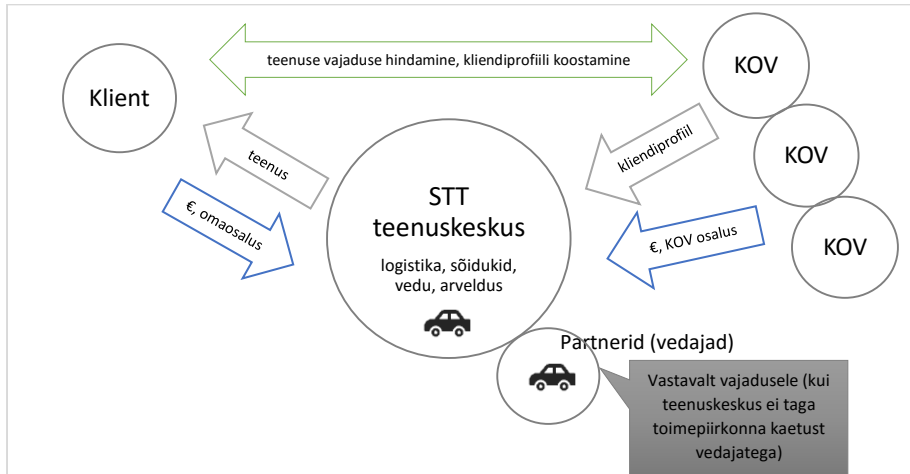 teenuse vajaduse hindamine, kliendiprofiili koostamine
Klient
KOV
teenus
kliendiprofiil
KOV
€, omaosalus
STT
teenuskeskus
logistika, sõidukid,
vedu, arveldus
€, KOV osalus
KOV
Partnerid (vedajad)
Vastavalt vajadusele (kui
teenuskeskus ei taga
toimepiirkonna kaetust
vedajatega)